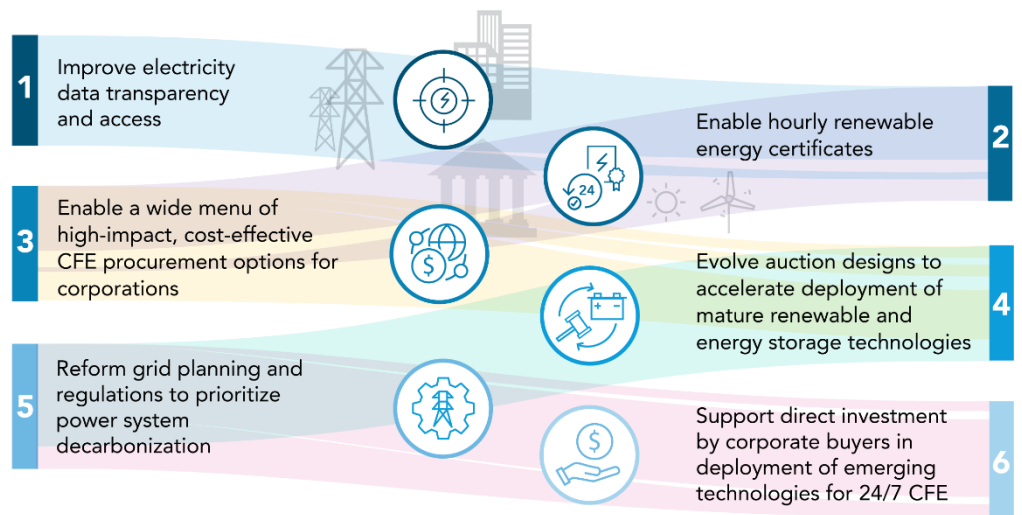 1
Improve electricity
data transparency
and access
2
Enable hourly renewable
energy certificates
24
3
Enable a wide menu of
high-impact, cost-effective
CFE procurement options for
corporations
$
4
Evolve auction designs to
accelerate deployment of
mature renewable and
energy storage technologies
5
Reform grid planning and
regulations to prioritize
power system
decarbonization
6
Support direct investment
by corporate buyers in
deployment of emerging
technologies for 24/7 CFE
$